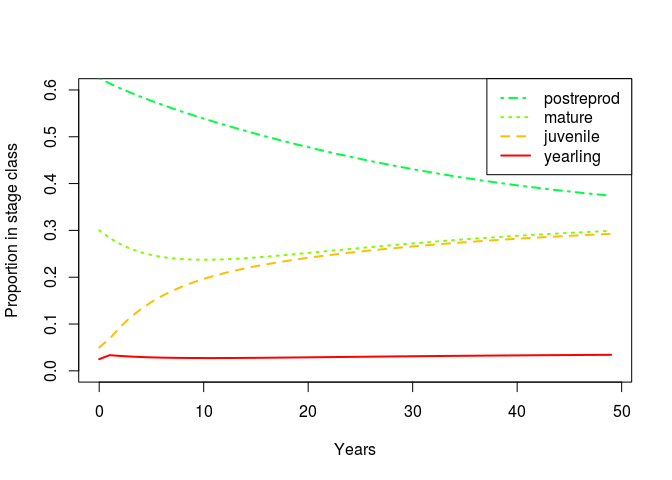 postreprod
mature
juvenile
yearling
Proportion in stage class
0.6
0.5
0.4
0.3
0.2
0.1
0.0
0 10 20 30 40 50
Years